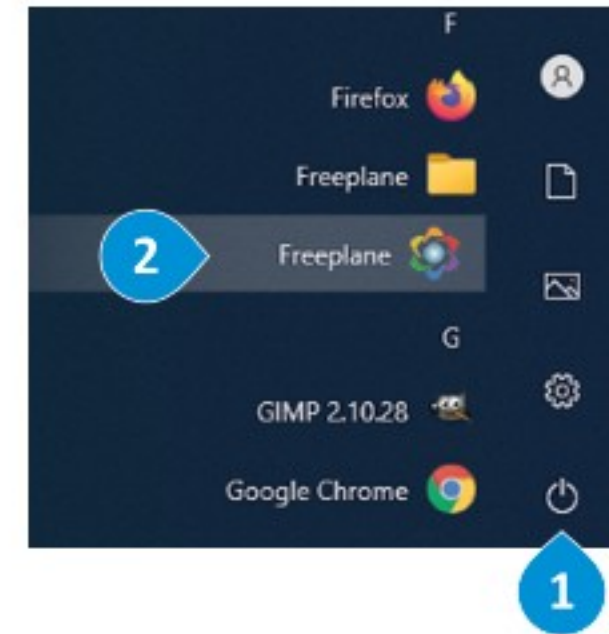 F
Firefox
Freeplane
2
Freeplane
G
GIMP 2.10.28
Google Chrome
1